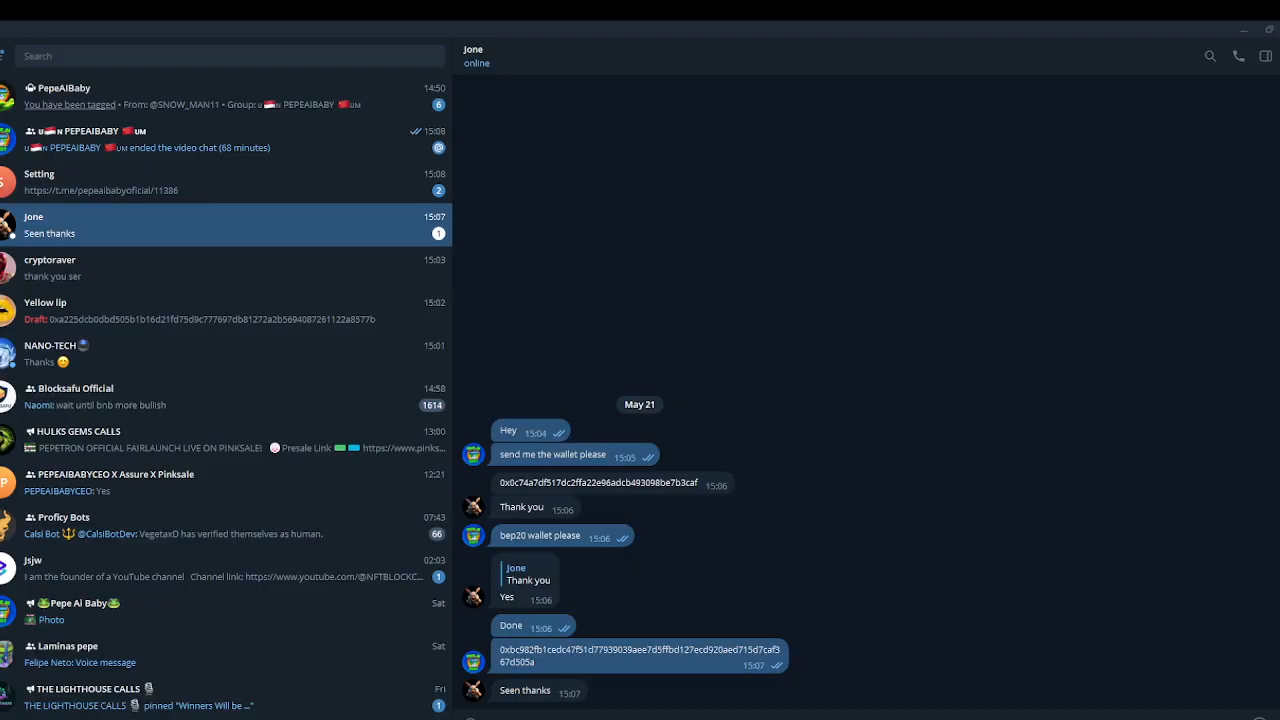 Search
PepeAIBaby
14:50
You have been tagged • From: @SNOW_MAN11 • Group: U🇮🇩N PEPEAIBABY 🇨🇳UM
6
U🇮🇩N PEPEAIBABY 🇨🇳UM
15:08
U🇮🇩N PEPEAIBABY 🇨🇳UM ended the video chat (68 minutes)
@
Setting
15:08
https://t.me/pepeaibabyoficial/11386
2
Jone
15:07
Seen thanks
1
cryptoraver
15:03
thank you ser
Yellow lip
15:02
Draft: 0xa225dcb0dbd505b1b16d21fd75d9c777697db81272a2b5694087261122a8577b
NANO-TECH
15:01
Thanks 😊
Blocksafu Official
14:58
Naomi: wait until bnb more bullish
1614
HULKS GEMS CALLS
13:00
PEPETRON OFFICIAL FAIRLAUNCH LIVE ON PINKSALE! Presale Link https://www.pinks...
PEPEAIBABYCEO X Assure X Pinksale
12:21
PEPEAIBABYCEO: Yes
Proficy Bots
07:43
Calsi Bot 🔱 @CalsiBotDev: VegetaxD has verified themselves as human.
66
Jsjw
02:03
I am the founder of a YouTube channel Channel link: https://www.youtube.com/@NFTBLOCKC...
1
🐸Pepe Ai Baby🐸
Sat
Photo
Laminas pepe
Sat
Felipe Neto: Voice message
THE LIGHTHOUSE CALLS
Fri
THE LIGHTHOUSE CALLS pinned "Winners Will be ..."
1
Jone
online
May 21
Hey 15:04
send me the wallet please 15:05
0x0c74a7df517dc2ffa22e96adcb493098be7b3caf 15:06
Thank you 15:06
bep20 wallet please 15:06
Jone
Thank you
Yes 15:06
Done 15:06
0xbc982fb1cedc47f51d77939039aee7d5ffbd127ecd920aed715d7caf3
67d505a 15:07
Seen thanks 15:07